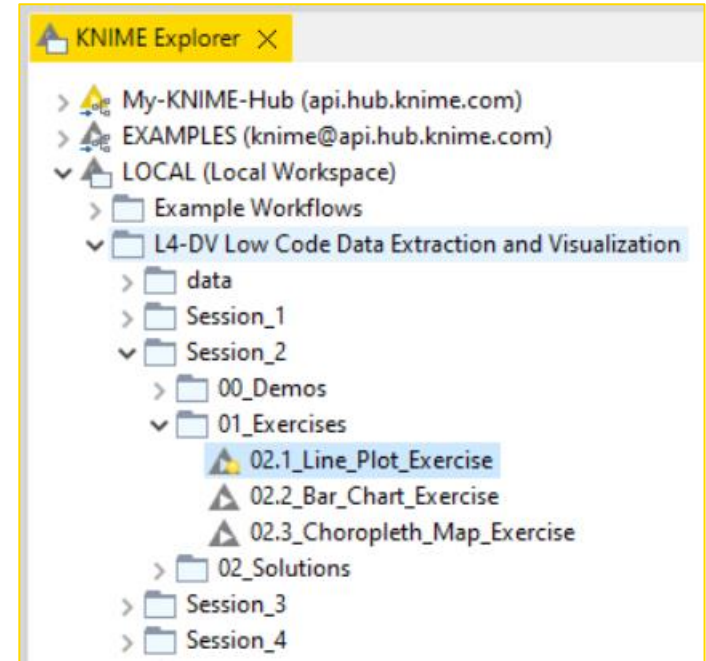 KNIME Explorer
My-KNIME-Hub (api.hub.knime.com)
EXAMPLES (knime@api.hub.knime.com)
LOCAL (Local Workspace)
Example Workflows
L4-DV Low Code Data Extraction and Visualization
data
Session_1
Session_2
00_Demos
01_Exercises
02.1_Line_Plot_Exercise
02.2_Bar_Chart_Exercise
02.3_Choropleth_Map_Exercise
02_Solutions
Session_3
Session_4